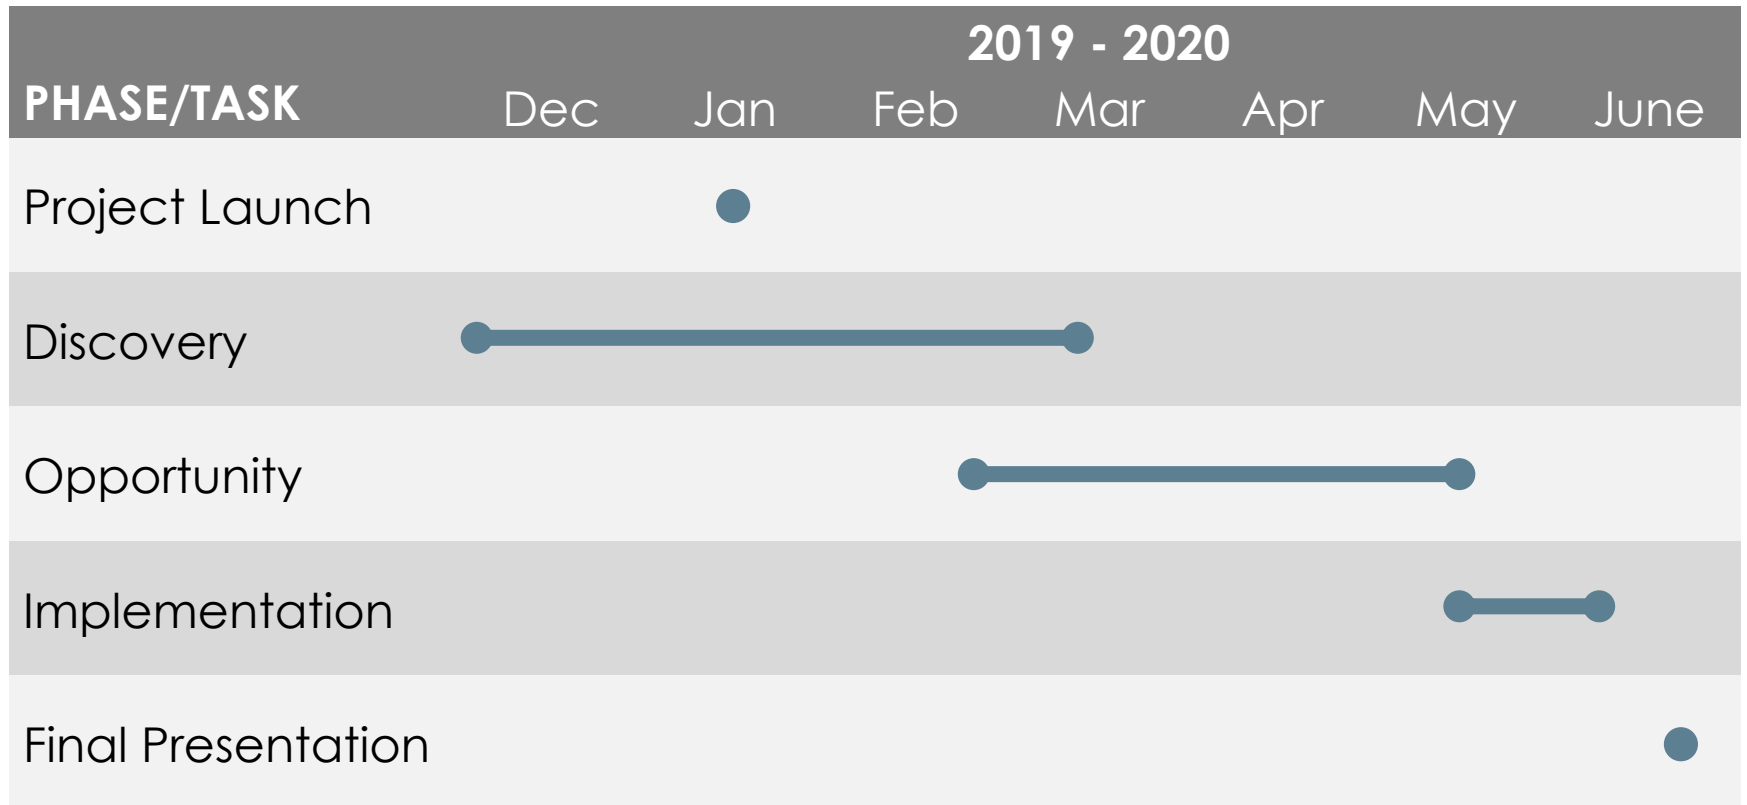 2019 - 2020
PHASE/TASK Dec Jan Feb Mar Apr May June
Project Launch
Discovery
Opportunity
Implementation
Final Presentation